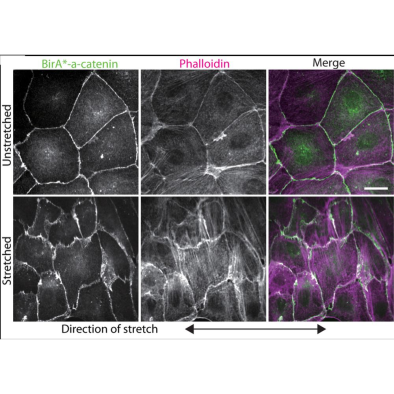 BirA*-a-catenin
Phalloidin
Merge
Unstretched
Stretched
Direction of stretch